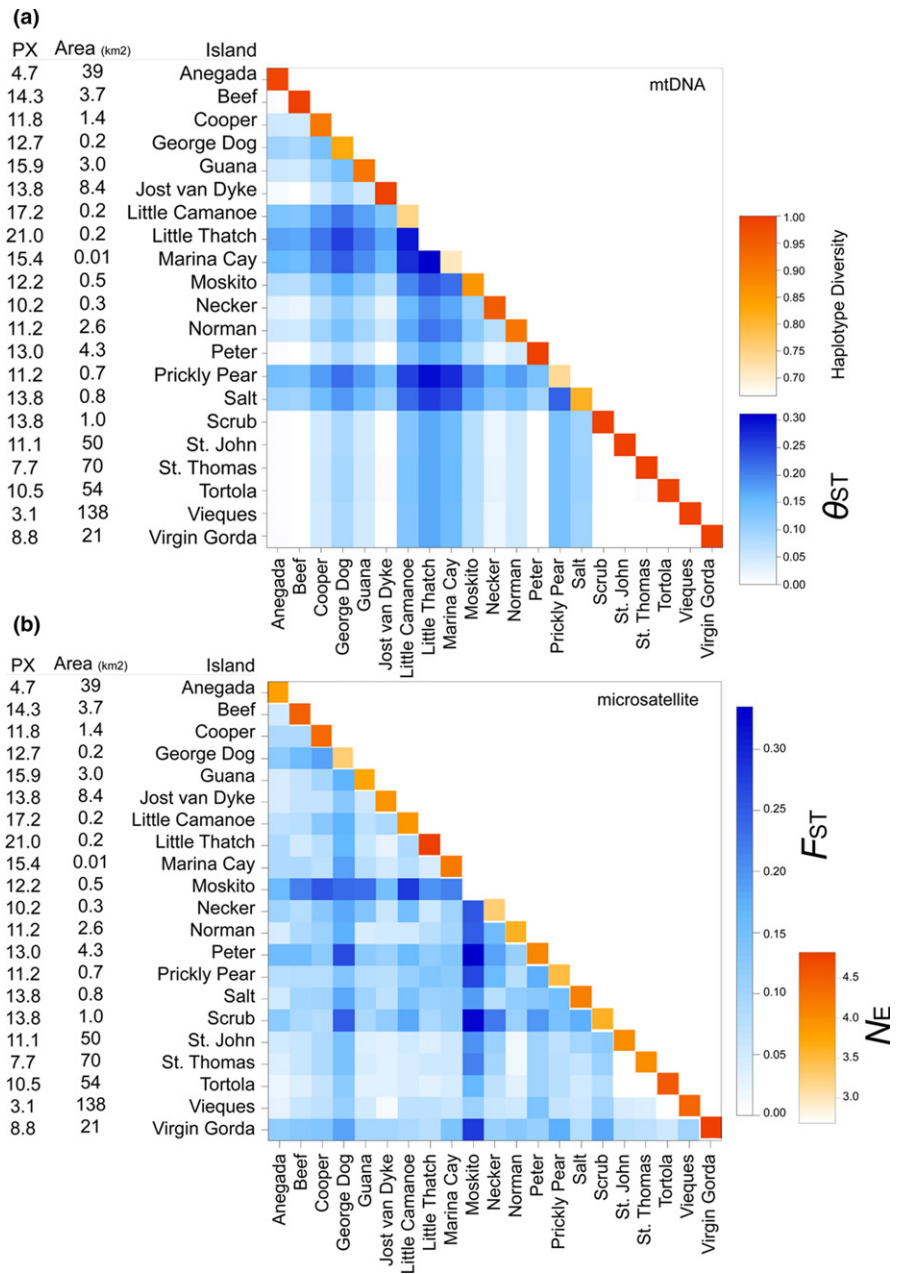 (a)
PX Area (km2) Island
mtDNA
4.7 39 Anegada
14.3 3.7 Beef
11.8 1.4 Cooper
12.7 0.2 George Dog
15.9 3.0 Guana
13.8 8.4 Jost van Dyke
17.2 0.2 Little Camanoe
21.0 0.2 Little Thatch
15.4 0.01 Marina Cay
12.2 0.5 Moskito
10.2 0.3 Necker
11.2 2.6 Norman
13.0 4.3 Peter
11.2 0.7 Prickly Pear
13.8 0.8 Salt
13.8 1.0 Scrub
11.1 50 St. John
7.7 70 St. Thomas
10.5 54 Tortola
3.1 138 Vieques
8.8 21 Virgin Gorda
Anegada
Beef
Cooper
George Dog
Guana
Jost van Dyke
Little Camanoe
Little Thatch
Marina Cay
Moskito
Necker
Norman
Peter
Prickly Pear
Salt
Scrub
St. John
St. Thomas
Tortola
Vieques
Virgin Gorda
1.00
0.95
0.90
0.85
0.80
0.75
0.70
Haplotype Diversity
0.30
0.25
0.20
0.15
0.10
0.05
0.00
θST
(b)
PX Area (km2) Island
microsatellite
4.7 39 Anegada
14.3 3.7 Beef
11.8 1.4 Cooper
12.7 0.2 George Dog
15.9 3.0 Guana
13.8 8.4 Jost van Dyke
17.2 0.2 Little Camanoe
21.0 0.2 Little Thatch
15.4 0.01 Marina Cay
12.2 0.5 Moskito
10.2 0.3 Necker
11.2 2.6 Norman
13.0 4.3 Peter
11.2 0.7 Prickly Pear
13.8 0.8 Salt
13.8 1.0 Scrub
11.1 50 St. John
7.7 70 St. Thomas
10.5 54 Tortola
3.1 138 Vieques
8.8 21 Virgin Gorda
Anegada
Beef
Cooper
George Dog
Guana
Jost van Dyke
Little Camanoe
Little Thatch
Marina Cay
Moskito
Necker
Norman
Peter
Prickly Pear
Salt
Scrub
St. John
St. Thomas
Tortola
Vieques
Virgin Gorda
0.30
0.25
0.20
0.15
0.10
0.05
0.00
FST
4.5
4.0
3.5
3.0
NE